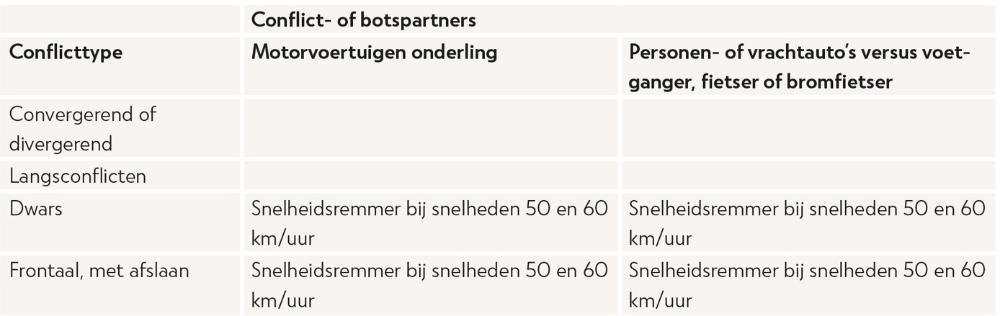 Conflict- of botspartners
Conflicttype
Motorvoertuigen onderling
Personen- of vrachtauto's versus voet-
ganger, fietser of bromfietser
Convergerend of
divergerend
Langsconflicten
Dwars
Snelheidsremmer bij snelheden 50 en 60
km/uur
Snelheidsremmer bij snelheden 50 en 60
km/uur
Frontaal, met afslaan
Snelheidsremmer bij snelheden 50 en 60
km/uur
Snelheidsremmer bij snelheden 50 en 60
km/uur